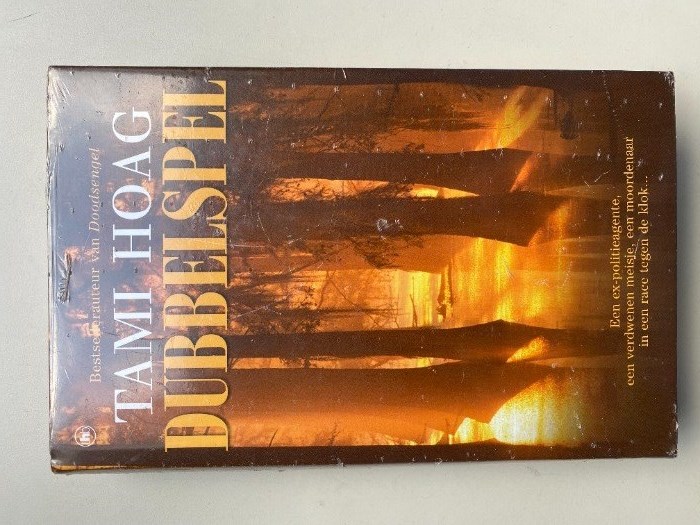 Bestsellerauteur van Doodsengel
TAMI HOAG
DUBBELSPEL
Een ex-politieagente,
een verdwenen meisje, een moordenaar
in een race tegen de klok...